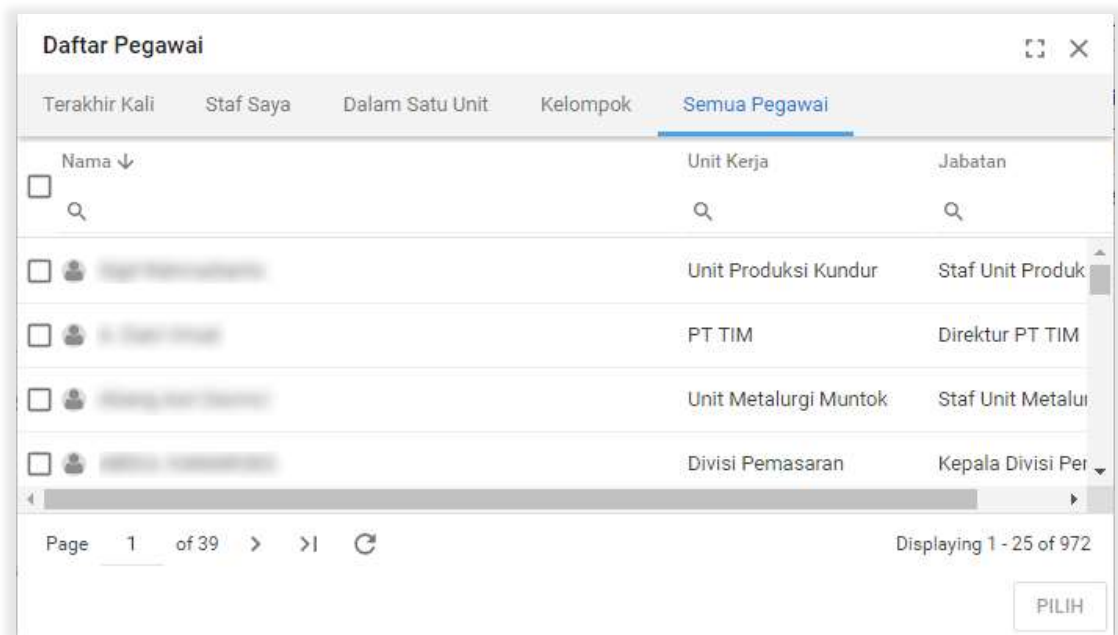 Daftar Pegawai
Terakhir Kali Staf Saya Dalam Satu Unit Kelompok Semua Pegawai
Nama Unit Kerja Jabatan
Unit Produksi Kundur Staf Unit Produk
PT TIM Direktur PT TIM
Unit Metalurgi Muntok Staf Unit Metalur
Divisi Pemasaran Kepala Divisi Per
Page 1 of 39 Displaying 1 - 25 of 972
PILIH